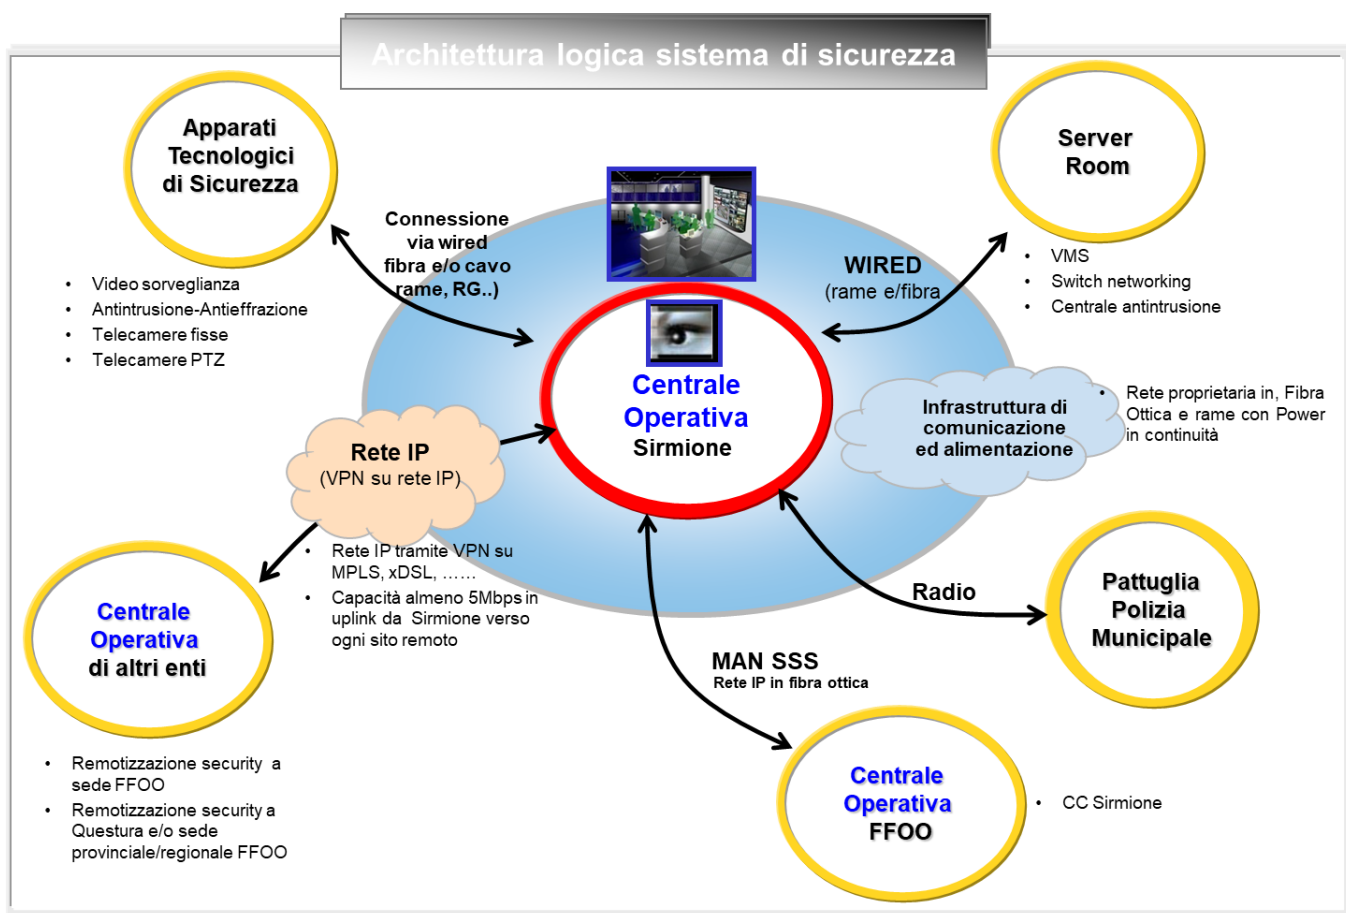 Architettura logica sistema di sicurezza
Apparati
Tecnologici
di Sicurezza
• Video sorveglianza
• Antintrusione-Antieffrazione
• Telecamere fisse
• Telecamere PTZ
Connessione
via wired
fibra e/o cavo
rame, RG..)
WIRED
(rame e/fibra
Server
Room
• VMS
• Switch networking
• Centrale antintrusione
Centrale
Operativa
Sirmione
Infrastruttura di
comunicazione
ed alimentazione
• Rete proprietaria in, Fibra
Ottica e rame con Power
in continuità
Rete IP
(VPN su rete IP)
• Rete IP tramite VPN su
MPLS, xDSL, ……
• Capacità almeno 5Mbps in
uplink da Sirmione verso
ogni sito remoto
Centrale
Operativa
di altri enti
• Remotizzazione security a
sede FFOO
• Remotizzazione security a
Questura e/o sede
provinciale/regionale FFOO
MAN SSS
Rete IP in fibra ottica
Radio
Pattuglia
Polizia
Municipale
Centrale
Operativa
FFOO
• CC Sirmione